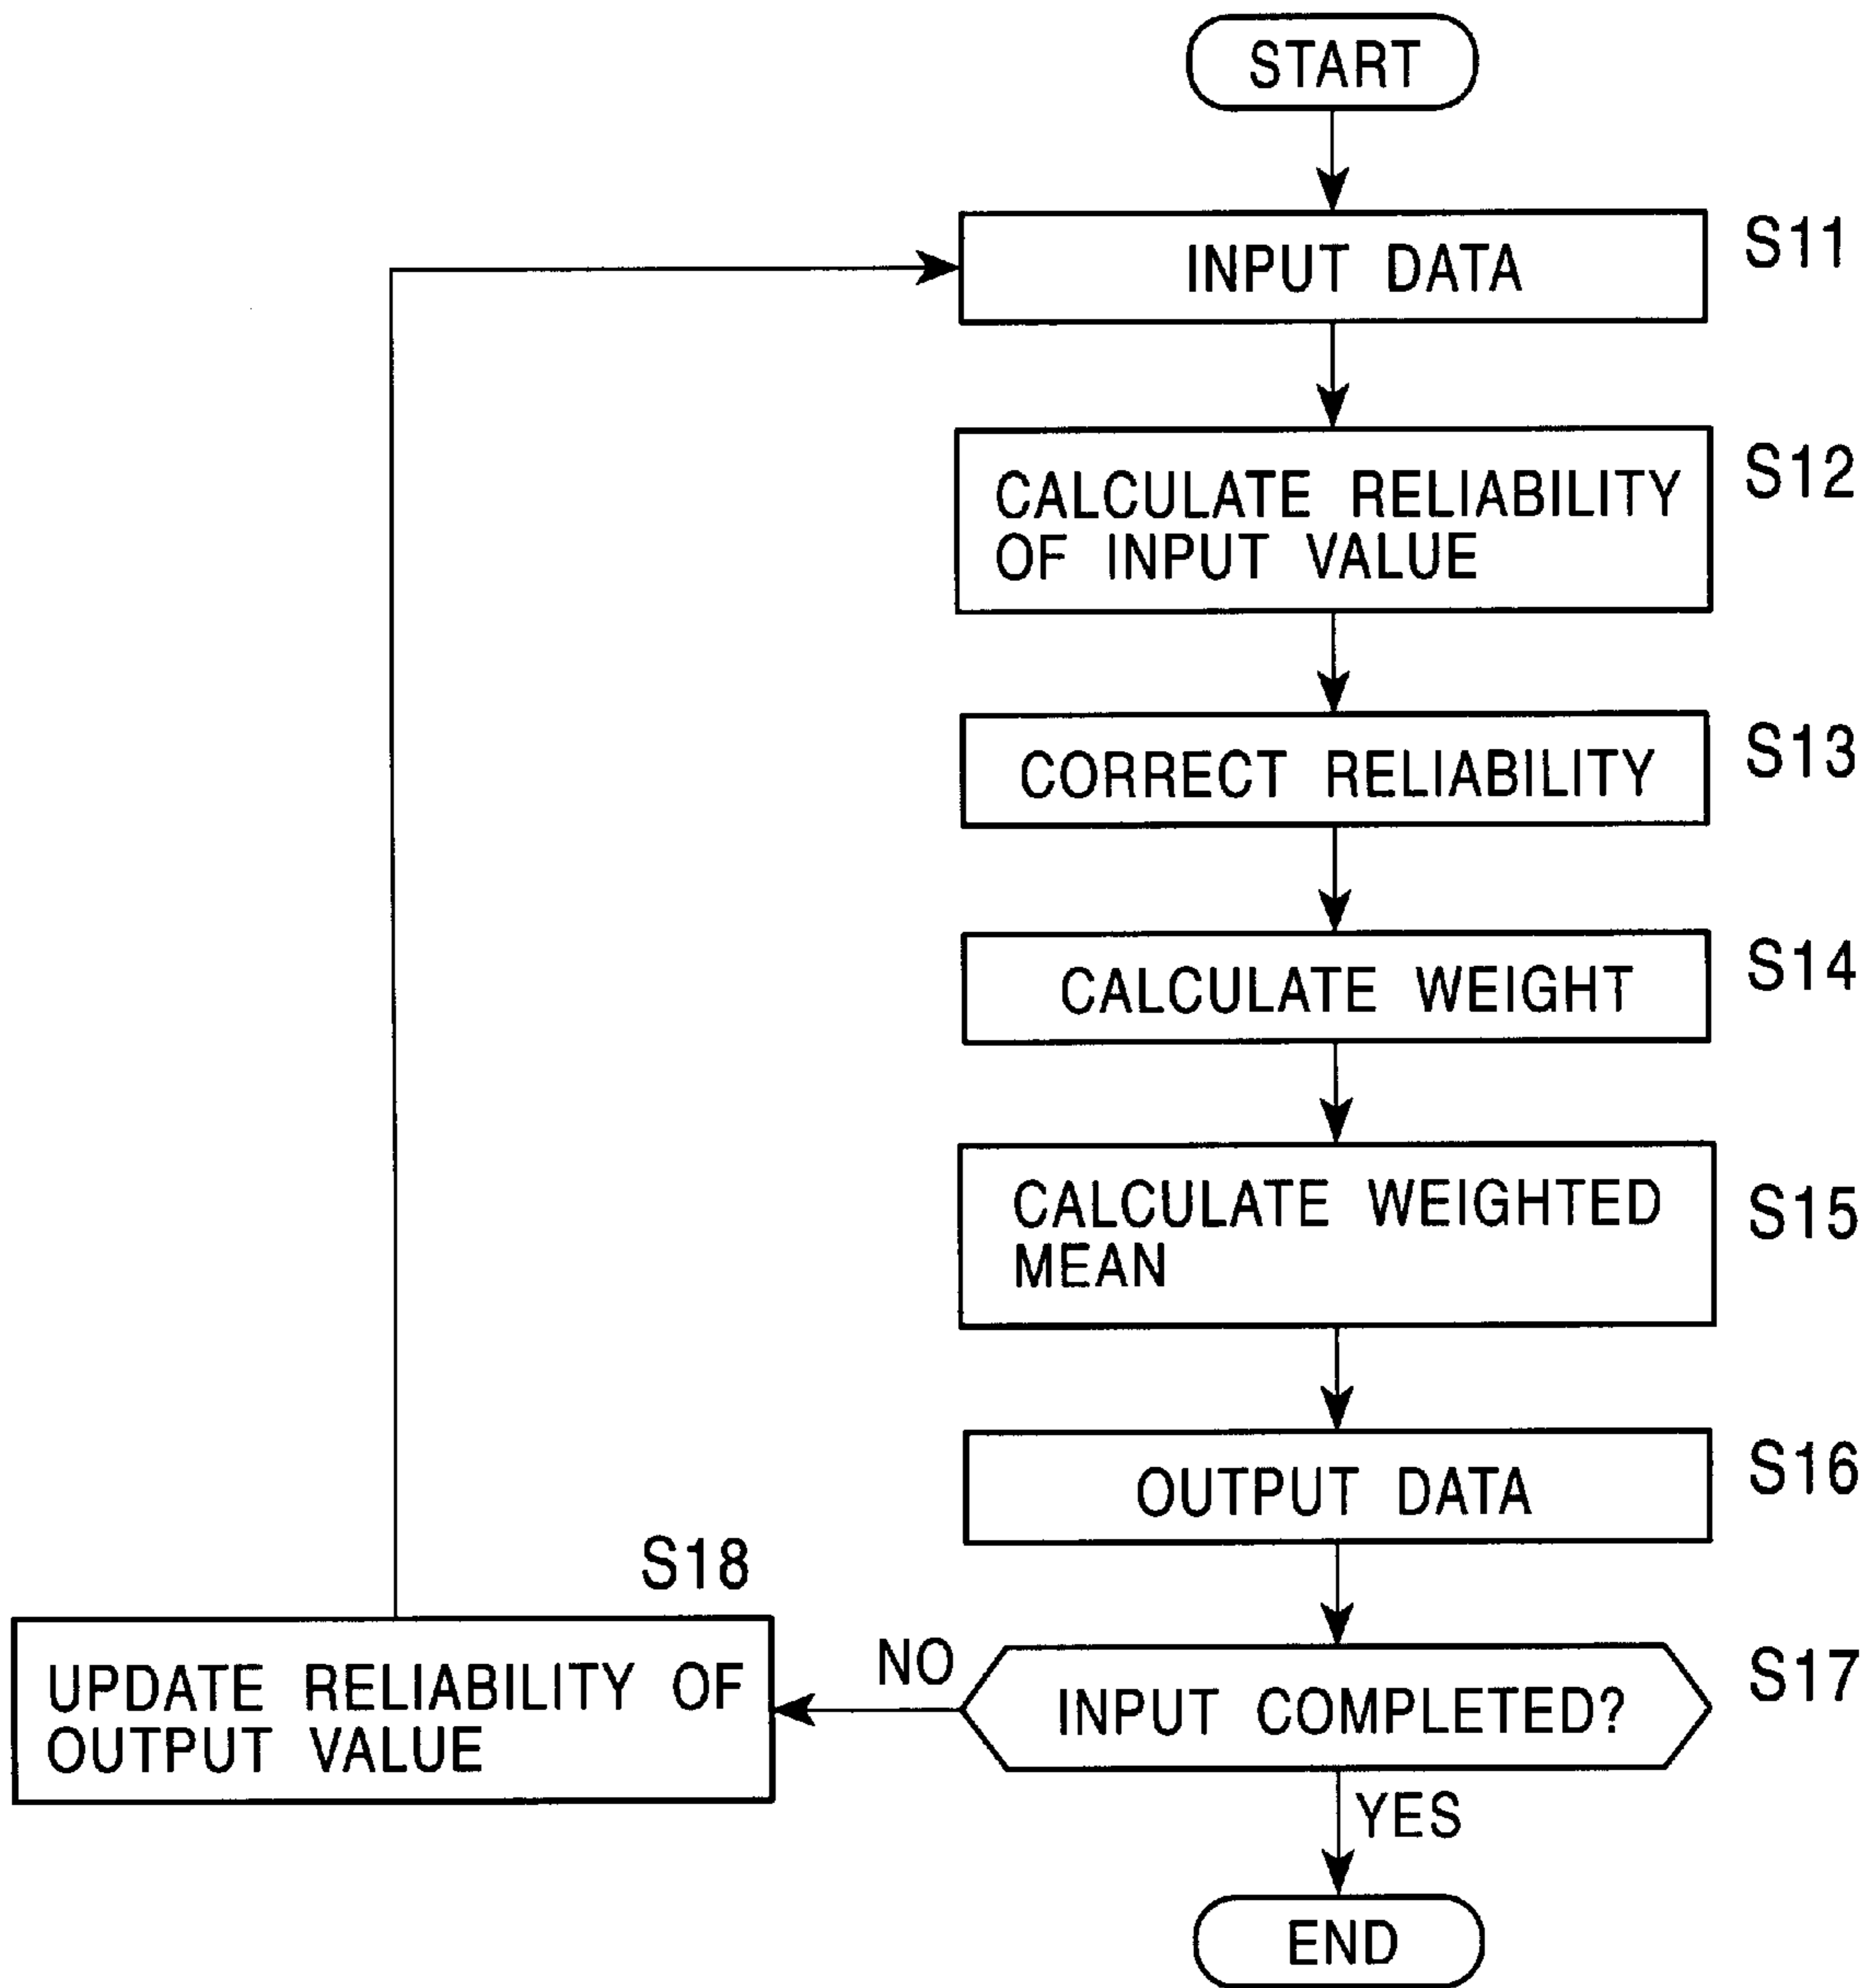 START
INPUT DATA
S11
CALCULATE RELIABILITY
OF INPUT VALUE
S12
CORRECT RELIABILITY
S13
CALCULATE WEIGHT
S14
CALCULATE WEIGHTED
MEAN
S15
OUTPUT DATA
S16
INPUT COMPLETED?
S17
NO
S18
UPDATE RELIABILITY OF
OUTPUT VALUE
YES
END